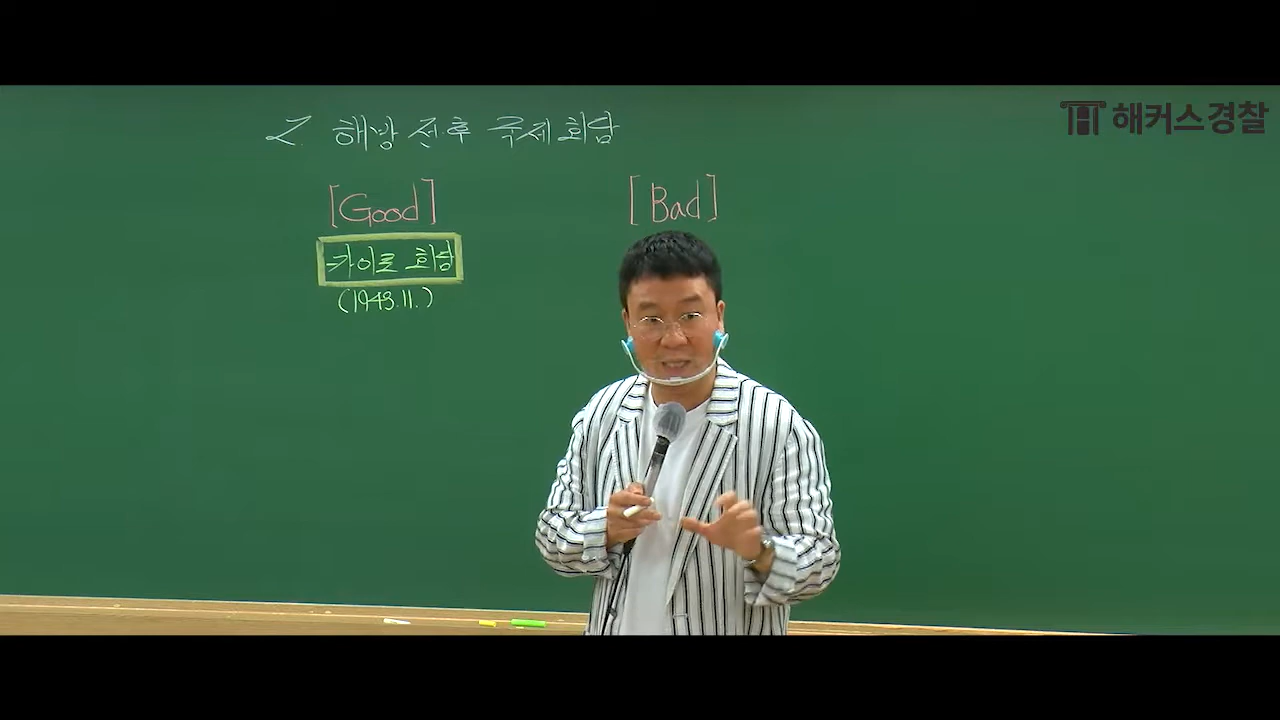 2. 해방 전후 국제회담
[Good]
[Bad]
카이로 회담
(1943.11.)
해커스경찰